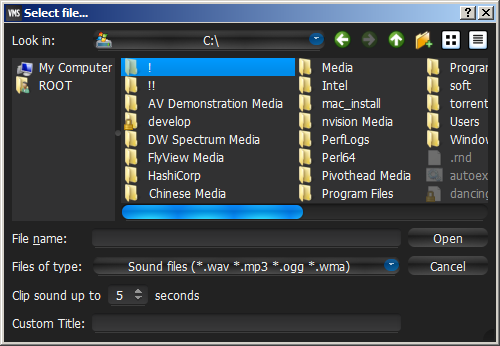 VMS Select file...
Look in: C:\
My Computer
ROOT
!
!!
AV Demonstration Media
develop
DW Spectrum Media
FlyView Media
HashiCorp
Chinese Media
Media
Intel
mac_install
nvision Media
PerfLogs
Perl64
Pivothead Media
Program Files
Progran
soft
torrent
Users
Window
.rnd
autoex
dancing
File name:
Open
Files of type: Sound files (*.wav *.mp3 *.ogg *.wma)
Cancel
Clip sound up to 5 seconds
Custom Title: